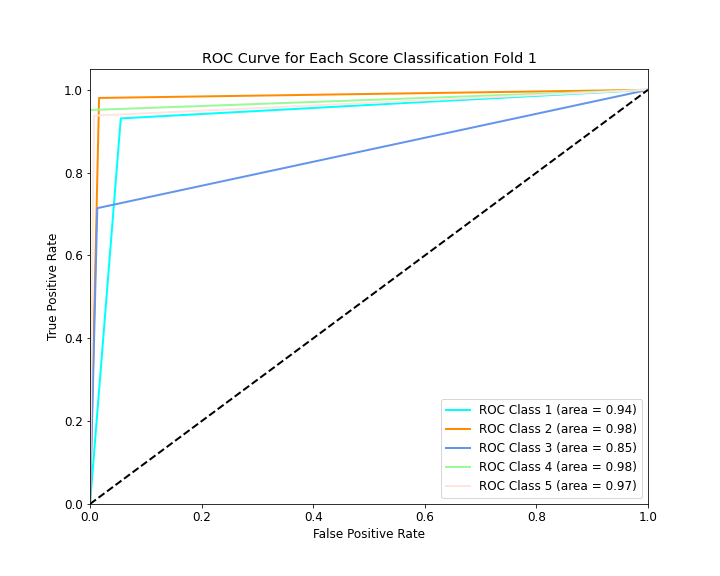 ROC Curve for Each Score Classification Fold 1
True Positive Rate
1.0
0.8
0.6
0.4
0.2
0.0
ROC Class 1 (area = 0.94)
ROC Class 2 (area = 0.98)
ROC Class 3 (area = 0.85)
ROC Class 4 (area = 0.98)
ROC Class 5 (area = 0.97)
0.0 0.2 0.4 0.6 0.8 1.0
False Positive Rate